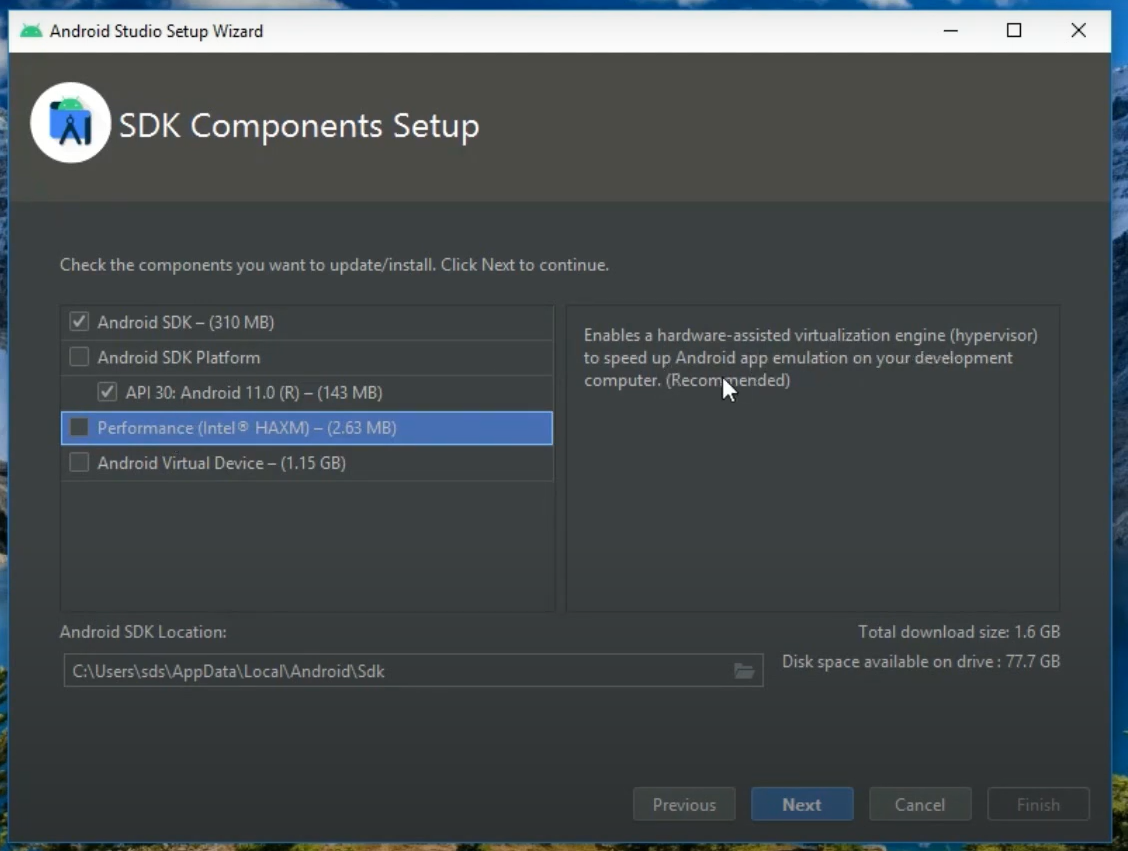 Android Studio Setup Wizard
SDK Components Setup
Check the components you want to update/install. Click Next to continue.
Android SDK – (310 MB)
Android SDK Platform
API 30: Android 11.0 (R) – (143 MB)
Performance (Intel® HAXM) – (2.63 MB)
Android Virtual Device – (1.15 GB)
Enables a hardware-assisted virtualization engine (hypervisor)
to speed up Android app emulation on your development
computer. (Recommended)
Android SDK Location:
C:\Users\sds\AppData\Local\Android\Sdk
Total download size: 1.6 GB
Disk space available on drive : 77.7 GB
Previous
Next
Cancel
Finish